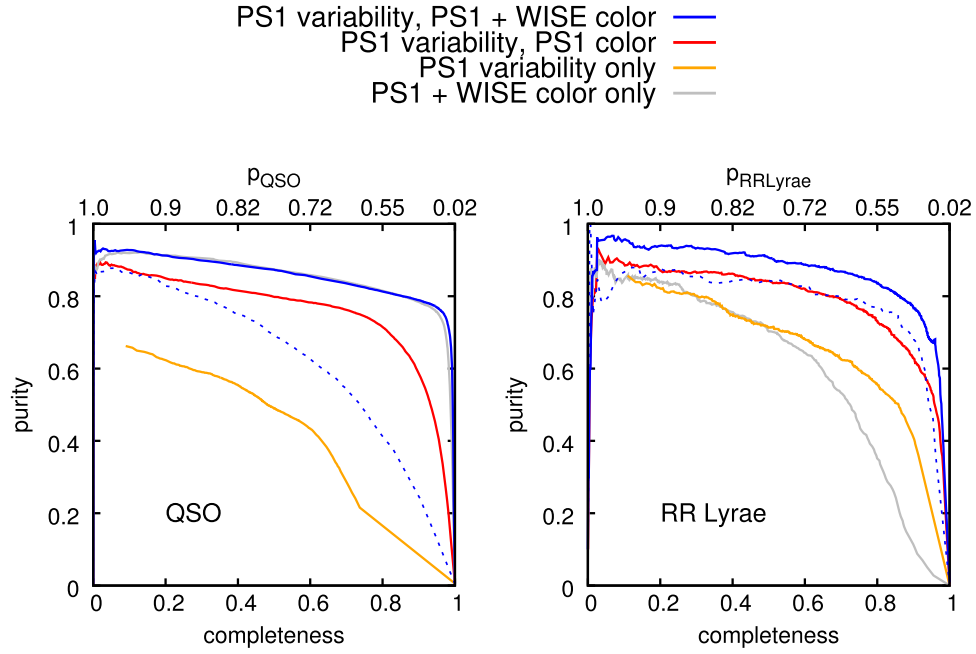 PS1 variability, PS1 + WISE color
PS1 variability, PS1 color
PS1 variability only
PS1 + WISE color only
pQSO
1.0 0.9 0.82 0.72 0.55 0.02
1
0.8
0.6
0.4
0.2
0
purity
QSO
0 0.2 0.4 0.6 0.8 1
completeness
pRRLyrae
1.0 0.9 0.82 0.72 0.55 0.02
1
0.8
0.6
0.4
0.2
0
purity
RR Lyrae
0 0.2 0.4 0.6 0.8 1
completeness